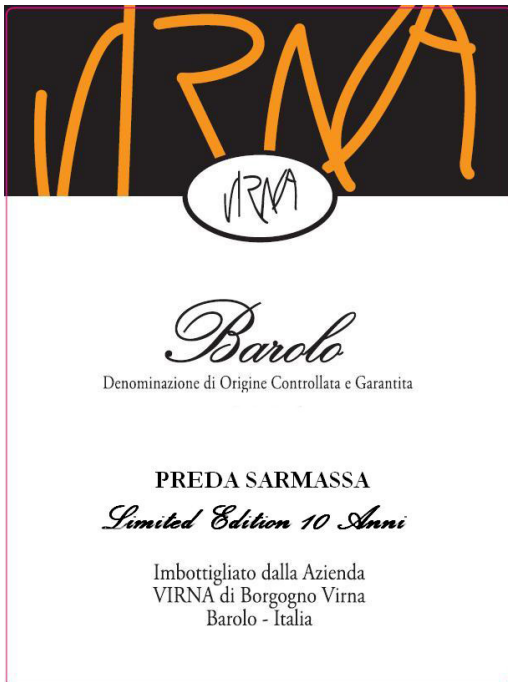 VIRNA
VIRNA
Barolo
Denominazione di Origine Controllata e Garantita
PREDA SARMASSA
Limited Edition 10 Anni
Imbottigliato dalla Azienda
VIRNA di Borgogno Virna
Barolo - Italia